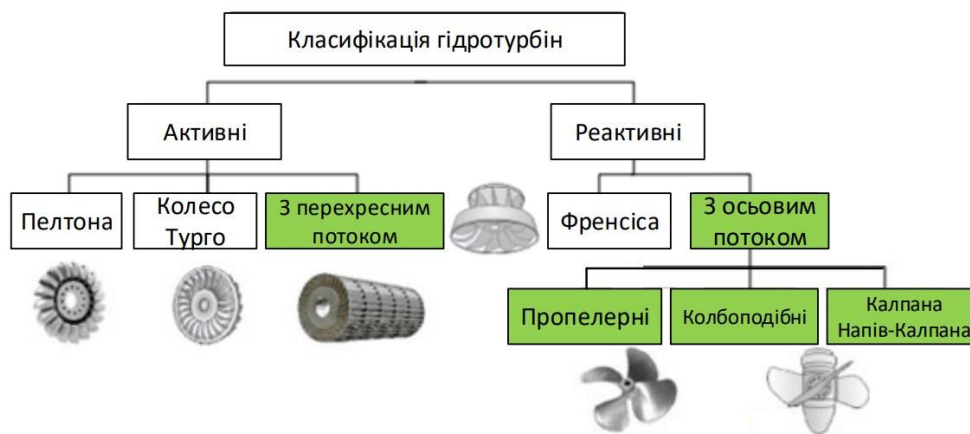 Класифікація гідротурбін
Активні
Реактивні
Пелтона
Колесо
Турго
З перехресним
потоком
Френсіса
З осьовим
потоком
Пропелерні
Колбоподібні
Калпана
Напів-Калпана